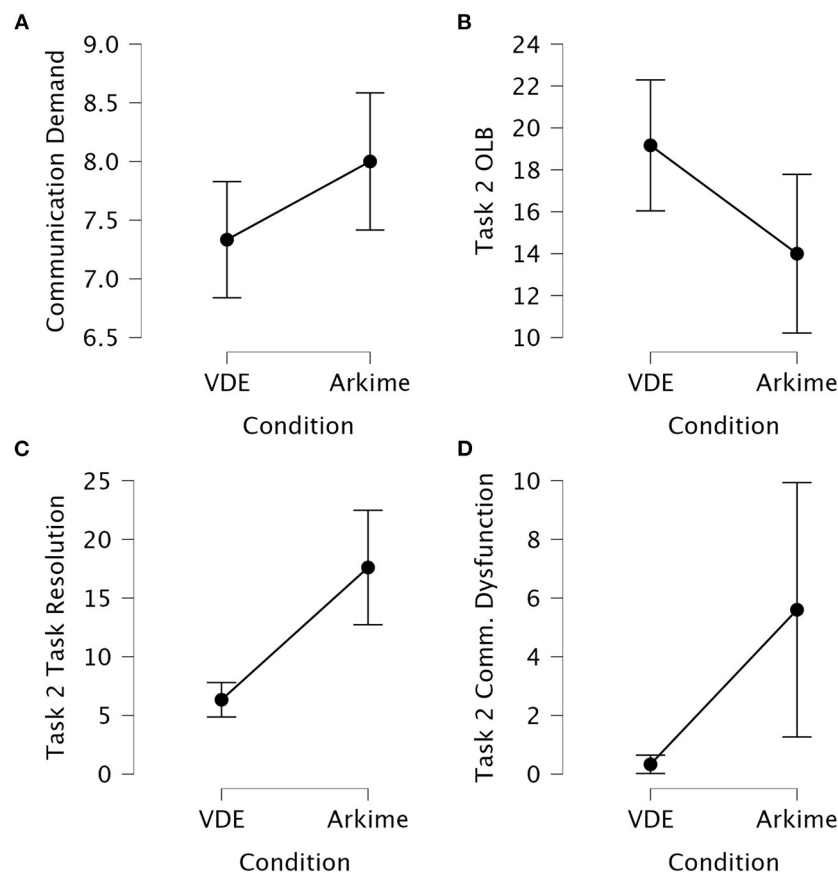 A
Communication Demand
9.0
8.5
8.0
7.5
7.0
6.5
VDE
Arkime
Condition
B
Task 2 OLB
24
22
20
18
16
14
12
10
VDE
Arkime
Condition
C
Task 2 Task Resolution
25
20
15
10
5
0
VDE
Arkime
Condition
D
Task 2 Comm. Dysfunction
10
8
6
4
2
0
VDE
Arkime
Condition